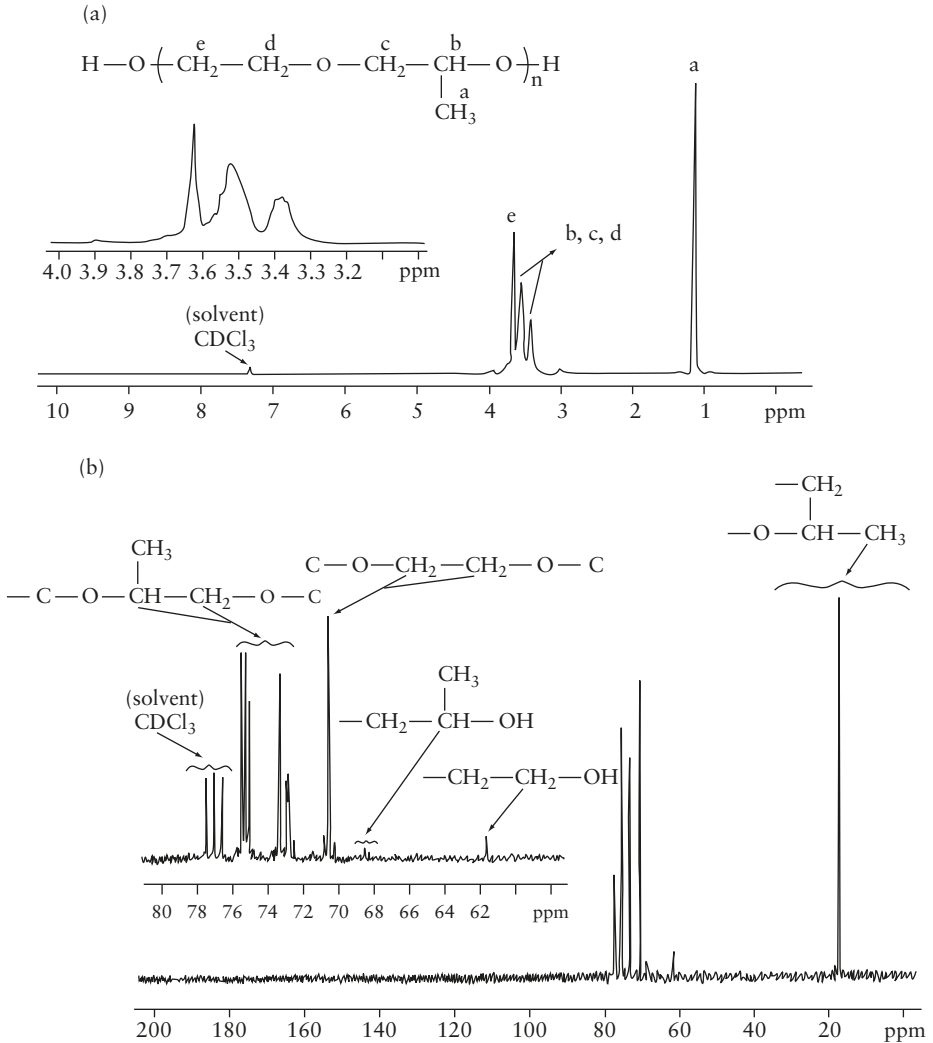 (a)
e d c b
H—O(CH₂—CH₂—O—CH₂—CH—O)ₙH
a
CH₃
a
e
b, c, d
4.0 3.9 3.8 3.7 3.6 3.5 3.4 3.3 3.2 ppm
(solvent)
CDCl₃
10 9 8 7 6 5 4 3 2 1 ppm
(b)
—CH₂
—O—CH—CH₃
CH₃
—C—O—CH—CH₂—O—C
C—O—CH₂—CH₂—O—C
(solvent)
CDCl₃
CH₃
—CH₂—CH—OH
—CH₂—CH₂—OH
80 78 76 74 72 70 68 66 64 62 ppm
200 180 160 140 120 100 80 60 40 20 ppm